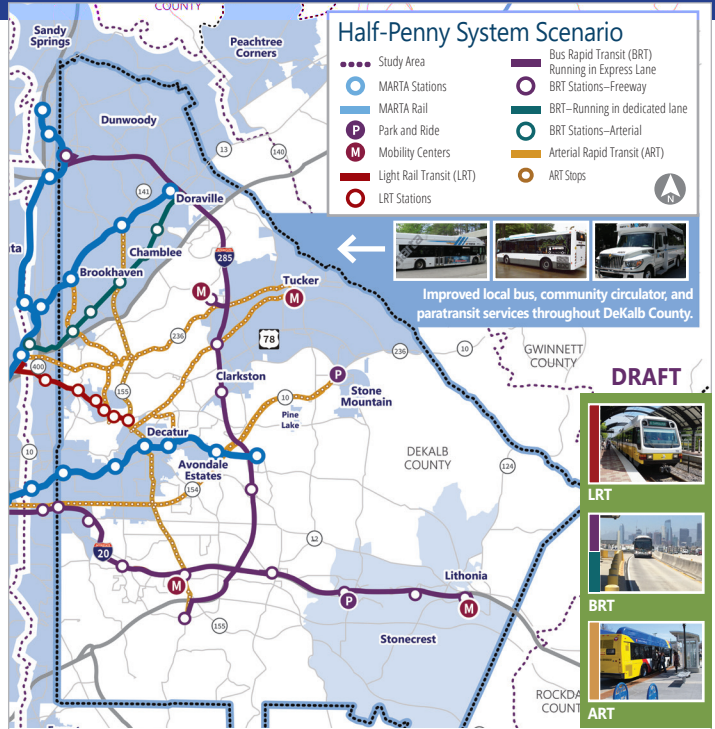 COUNTY
Sandy
Springs
Peachtree
Corners
Dunwoody
Half-Penny System Scenario
Study Area
MARTA Stations
MARTA Rail
P
Park and Ride
M
Mobility Centers
Light Rail Transit (LRT)
LRT Stations
Bus Rapid Transit (BRT)
Running in Express Lane
BRT Stations–Freeway
BRT–Running in dedicated lane
BRT Stations–Arterial
Arterial Rapid Transit (ART)
ART Stops
N
13
140
141
Doraville
ta
Chamblee
285
Brookhaven
Tucker
M
M
Improved local bus, community circulator, and
paratransit services throughout DeKalb County.
236
78
236
10
GWINNETT
COUNTY
400
Clarkston
P
DRAFT
155
10
Stone
Mountain
Pine
Lake
Decatur
10
DEKALB
COUNTY
Avondale
Estates
124
154
LRT
12
20
M
Lithonia
P
M
BRT
155
Stonecrest
ROCKDA
COUNT
ART